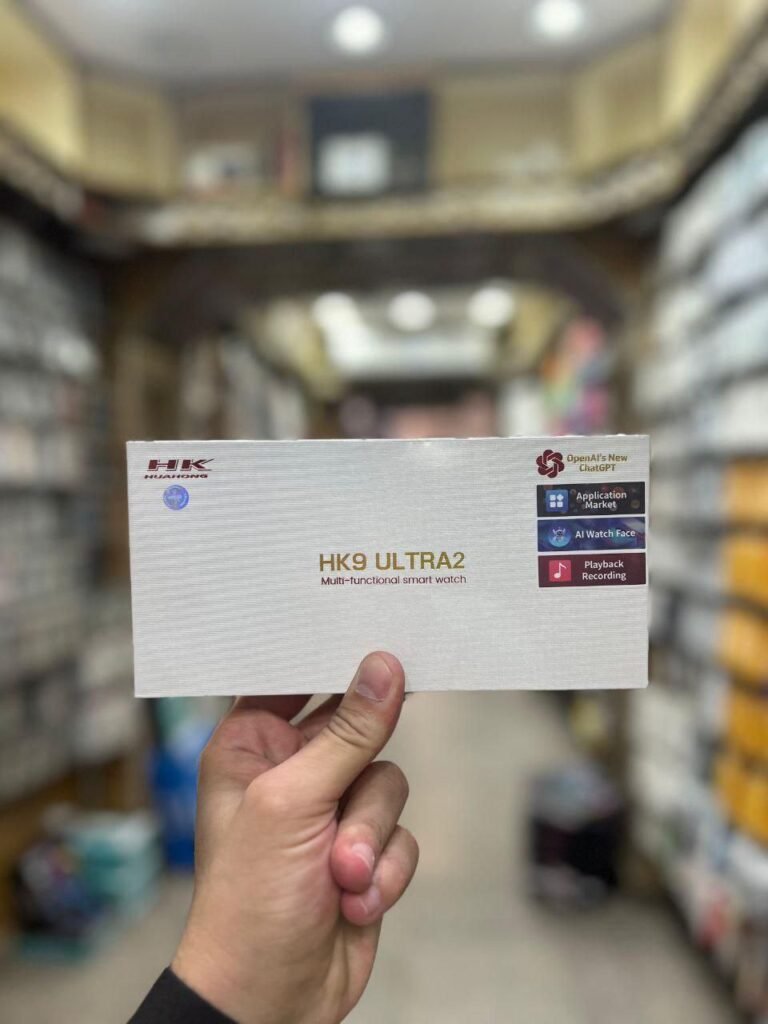 HK
HUAHONG
OpenAI's New
ChatGPT
Application
Market
AI Watch Face
Playback
Recording
HK9 ULTRA2
Multi-functional smart watch